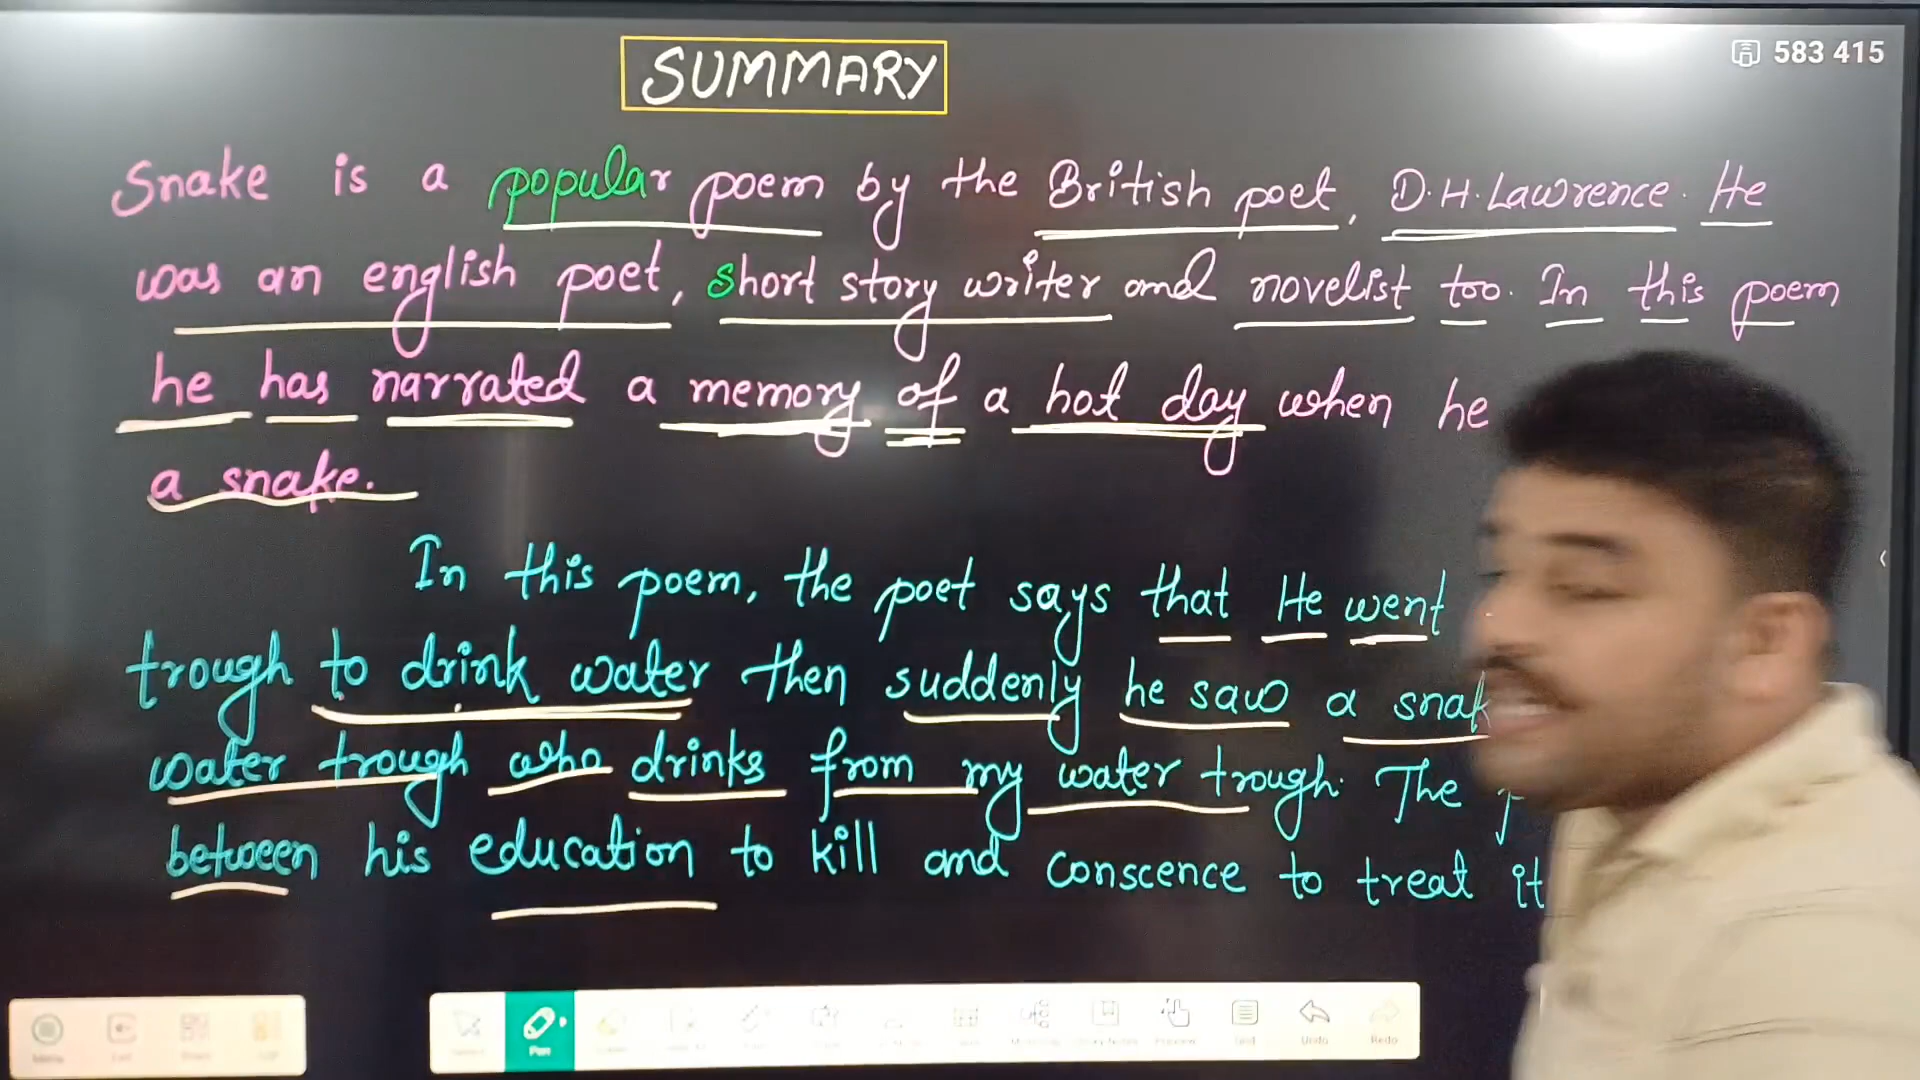 SUMMARY
583 415
Snake is a popular poem by the British poet, D.H. Lawrence. He
was an english poet, short story writer and novelist too. In this poem
he has narrated a memory of a hot day when he
a snake.
In this poem, the poet says that He went
trough to drink water then suddenly he saw a snak
water trough who drinks from my water trough. The p
between his education to kill and conscence to treat it
Pen
Undo
Redo